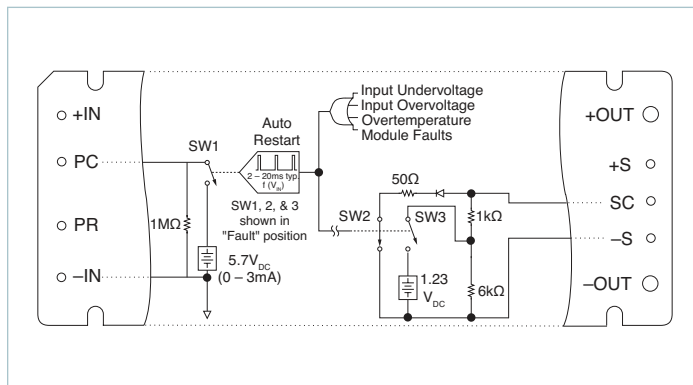 +IN
PC
PR
–IN
SW1
1MΩ
5.7V DC
(0 – 3mA)
Auto
Restart
2 – 20ms typ.
f (VIN)
SW1, 2, & 3
shown in
"Fault" position
Input Undervoltage
Input Overvoltage
Overtemperature
Module Faults
50Ω
SW2
SW3
1kΩ
1.23
V DC
6kΩ
+OUT
+S
SC
–S
–OUT